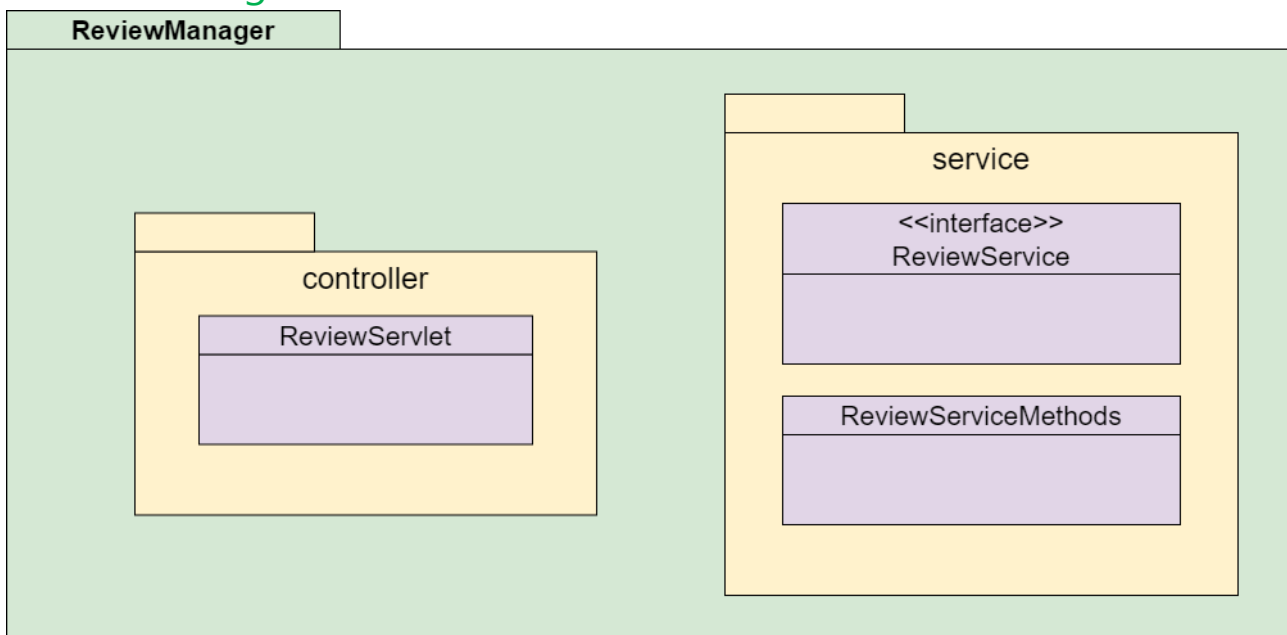 ReviewManager
controller
ReviewServlet
service
<<interface>>
ReviewService
ReviewServiceMethods